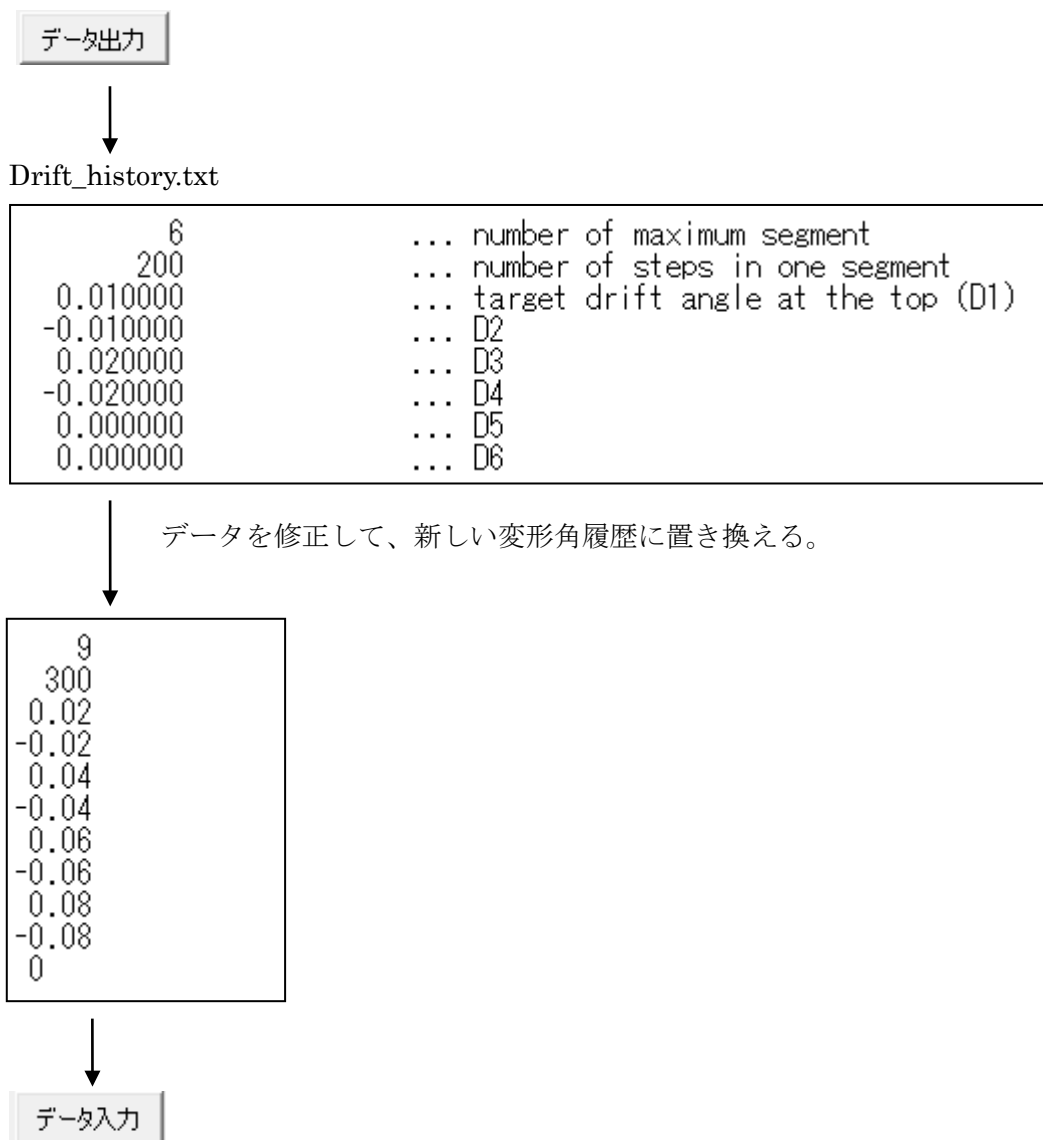 データ出力
Drift_history.txt
6 ... number of maximum segment
200 ... number of steps in one segment
0.010000 ... target drift angle at the top (D1)
-0.010000 ... D2
0.020000 ... D3
-0.020000 ... D4
0.000000 ... D5
0.000000 ... D6
データを修正して、新しい変形角履歴に置き換える。
9
300
0.02
-0.02
0.04
-0.04
0.06
-0.06
0.08
-0.08
0
データ入力